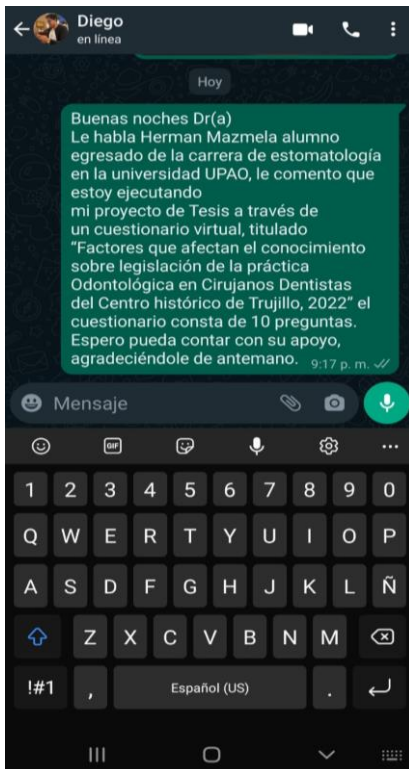 Diego
en línea
Hoy
Buenas noches Dr(a)
Le habla Herman Mazmela alumno
egresado de la carrera de estomatología
en la universidad UPAO, le comento que
estoy ejecutando
mi proyecto de Tesis a través de
un cuestionario virtual, titulado
“Factores que afectan el conocimiento
sobre legislación de la práctica
Odontológica en Cirujanos Dentistas
del Centro histórico de Trujillo, 2022” el
cuestionario consta de 10 preguntas.
Espero pueda contar con su apoyo,
agradeciéndole de antemano. 9:17 p. m.
Mensaje
GIF
1 2 3 4 5 6 7 8 9 0
Q W E R T Y U I O P
A S D F G H J K L Ñ
Z X C V B N M
!#1 , Español (US) .